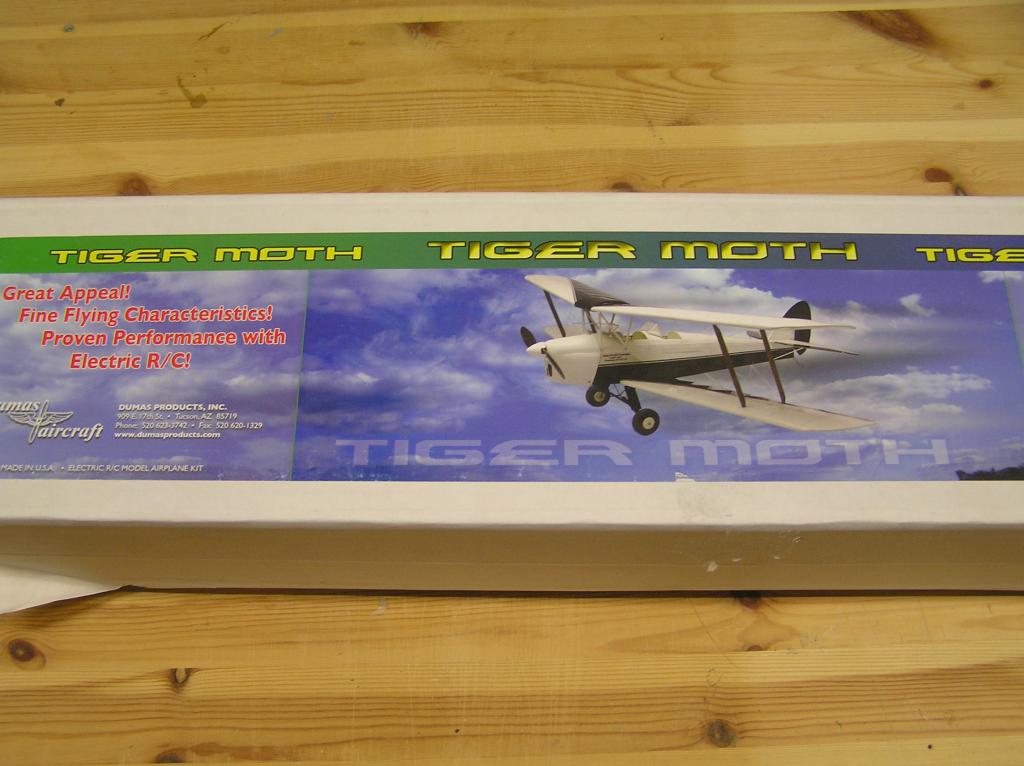 TIGER MOTH TIGER MOTH TIGE
Great Appeal!
Fine Flying Characteristics!
Proven Performance with
Electric R/C!
umas
aircraft
DUMAS PRODUCTS, INC.
909 E. 17th St. • Tucson, AZ. 85719
Phone: 520 623-3742 • Fax: 520 620-1329
www.dumasproducts.com
MADE IN U.S.A. • ELECTRIC R/C MODEL AIRPLANE KIT
TIGER MOTH